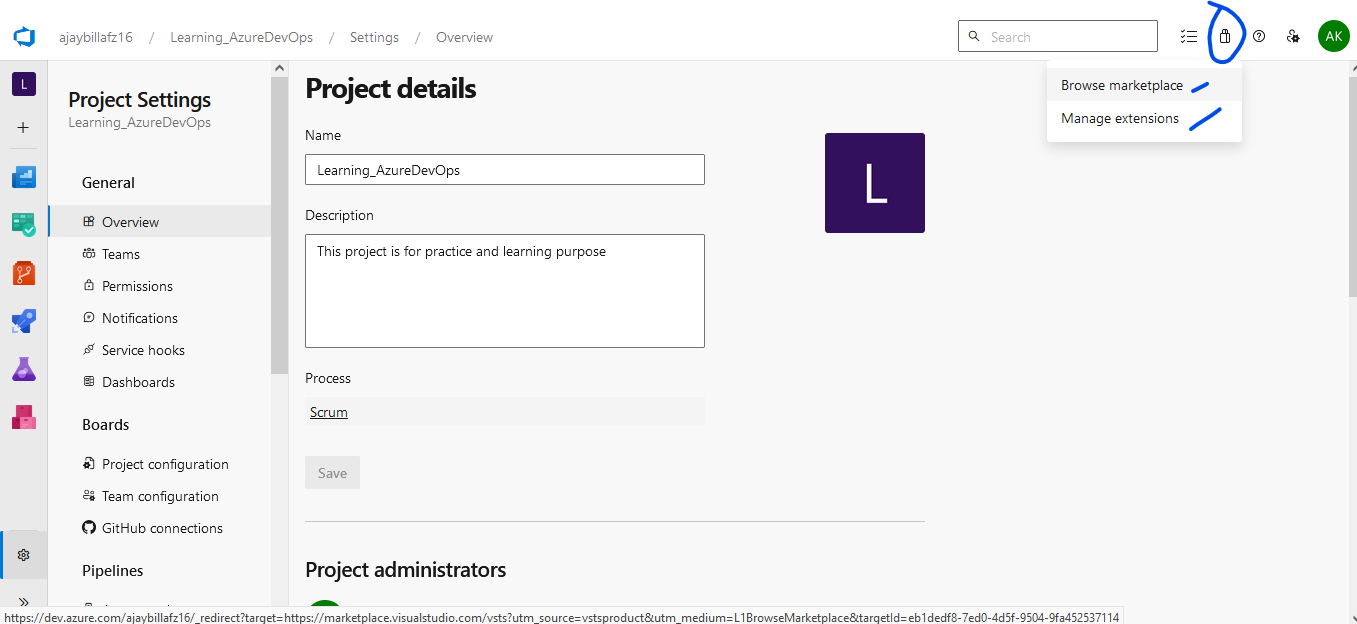 ajaybillafz16 / Learning_AzureDevOps / Settings / Overview
Search
AK
Browse marketplace
Manage extensions
L
Project Settings
Learning_AzureDevOps
General
Overview
Teams
Permissions
Notifications
Service hooks
Dashboards
Boards
Project configuration
Team configuration
GitHub connections
Pipelines
Project details
Name
Learning_AzureDevOps
Description
This project is for practice and learning purpose
L
Process
Scrum
Save
Project administrators
https://dev.azure.com/ajaybillafz16/_redirect?target=https://marketplace.visualstudio.com/vsts?utm_source=vstsproduct&utm_medium=L1BrowseMarketplace&targetId=eb1dedf8-7ed0-4d5f-9504-9fa452537114